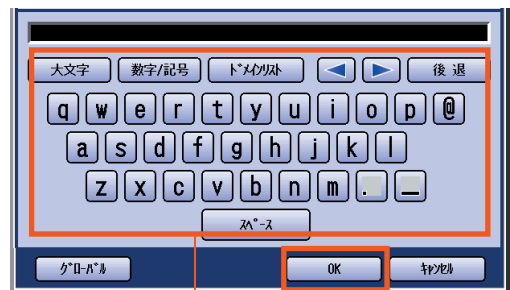 大文字 数字/記号 ドメインリスト 後退
q w e r t y u i o p @
a s d f g h j k l
z x c v b n m . _
スペース
グローバル OK キャンセル